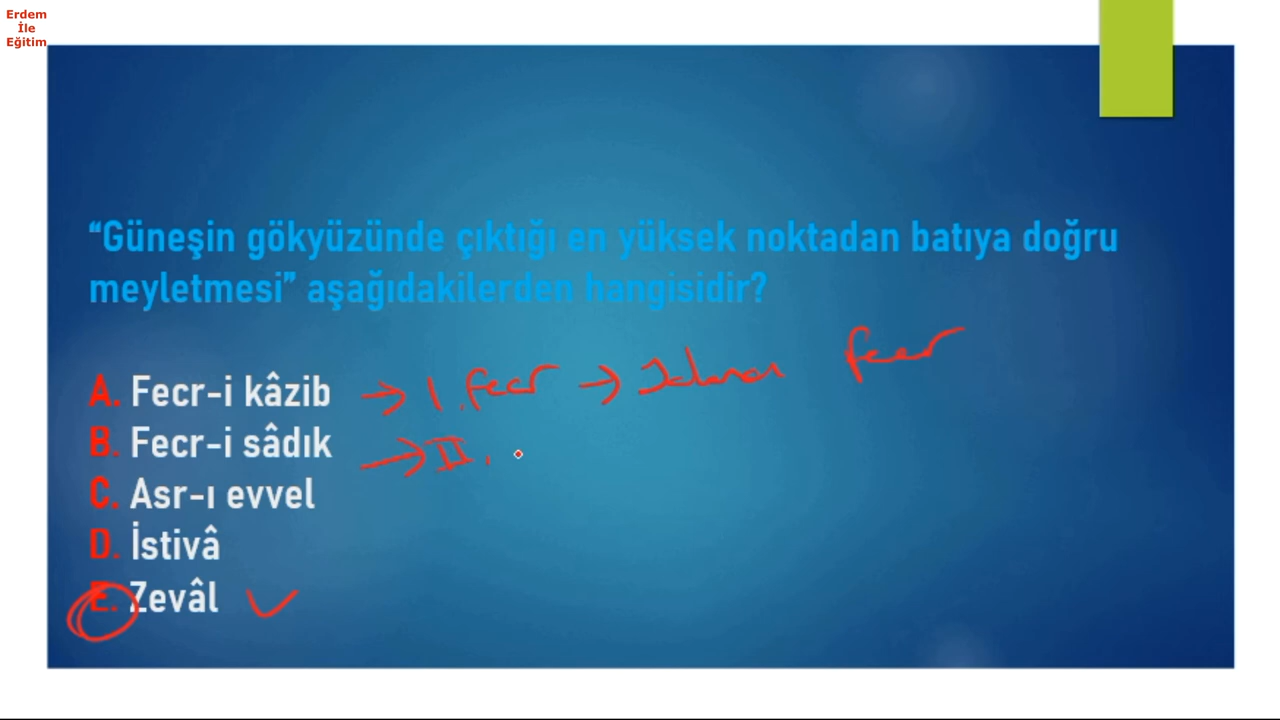 Erdem
İle
Eğitim
“Güneşin gökyüzünde çıktığı en yüksek noktadan batıya doğru
meyletmesi” aşağıdakilerden hangisidir?
A. Fecr-i kâzib → 1. fecr → fecr
B. Fecr-i sâdık → II.
C. Asr-ı evvel
D. İstivâ
E. Zevâl